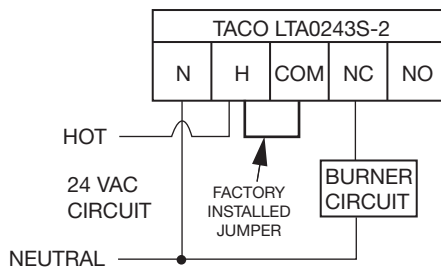 TACO LTA0243S-2
N H COM NC NO
HOT
24 VAC
CIRCUIT
FACTORY
INSTALLED
JUMPER
BURNER
CIRCUIT
NEUTRAL